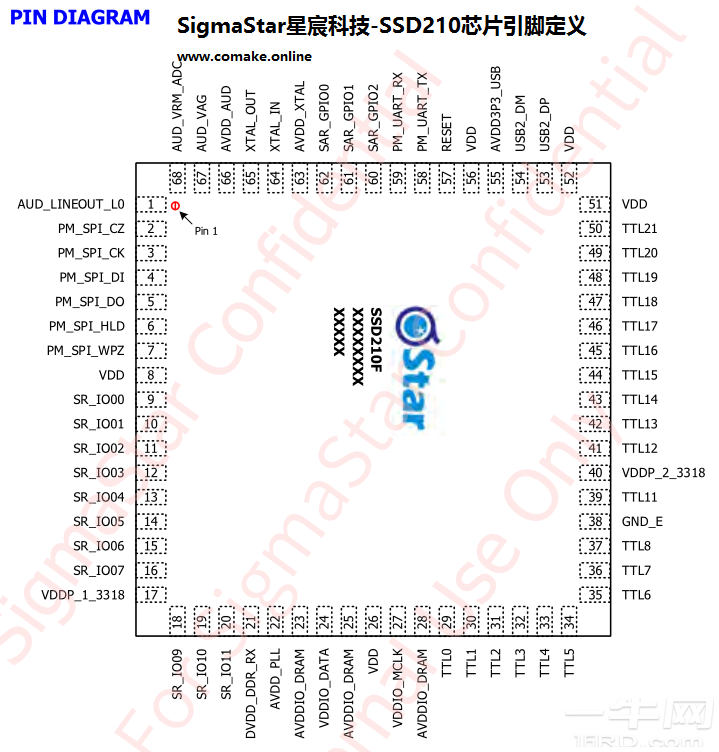 PIN DIAGRAM
SigmaStar星宸科技-SSD210芯片引脚定义
www.comake.online
AUD_VRM_ADC
AUD_VAG
AVDD_AUD
XTAL_OUT
XTAL_IN
AVDD_XTAL
SAR_GPIO0
SAR_GPIO1
SAR_GPIO2
PM_UART_RX
PM_UART_TX
RESET
VDD
AVDD3P3_USB
USB2_DM
USB2_DP
VDD
68 67 66 65 64 63 62 61 60 59 58 57 56 55 54 53 52
AUD_LINEOUT_L0 1
Pin 1
51 VDD
PM_SPI_CZ 2
50 TTL21
PM_SPI_CK 3
49 TTL20
PM_SPI_DI 4
48 TTL19
PM_SPI_DO 5
47 TTL18
PM_SPI_HLD 6
46 TTL17
PM_SPI_WPZ 7
45 TTL16
VDD 8
44 TTL15
SR_IO00 9
43 TTL14
SR_IO01 10
42 TTL13
SR_IO02 11
41 TTL12
SR_IO03 12
40 VDDP_2_3318
SR_IO04 13
39 TTL11
SR_IO05 14
38 GND_E
SR_IO06 15
37 TTL8
SR_IO07 16
36 TTL7
VDDP_1_3318 17
35 TTL6
Star
SSD210F
XXXXXXXX
XXXXX
18 19 20 21 22 23 24 25 26 27 28 29 30 31 32 33 34
SR_IO09
SR_IO10
SR_IO11
DVDD_DDR_RX
AVDD_PLL
AVDDIO_DRAM
VDDIO_DATA
AVDDIO_DRAM
VDD
VDDIO_MCLK
AVDDIO_DRAM
TTL0
TTL1
TTL2
TTL3
TTL4
TTL5
SigmaStar Confidential
for SigmaStar Confidential
Internal Use Only
一牛网
16RD.com